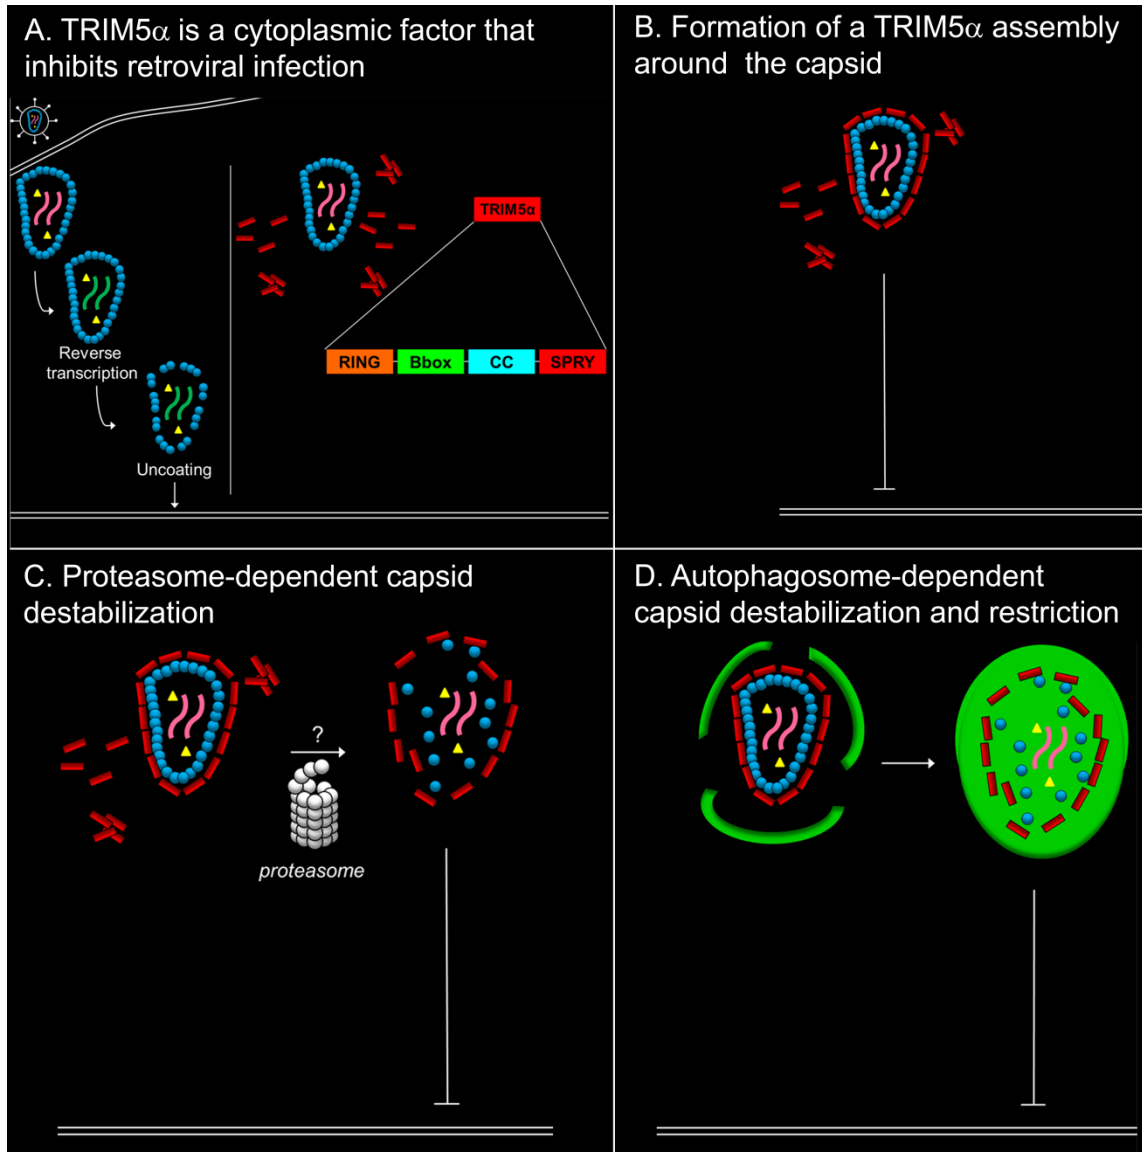 A. TRIM5α is a cytoplasmic factor that
inhibits retroviral infection
Reverse
transcription
Uncoating
TRIM5α
RING Bbox CC SPRY
B. Formation of a TRIM5α assembly
around the capsid
C. Proteasome-dependent capsid
destabilization
?
proteasome
D. Autophagosome-dependent
capsid destabilization and restriction